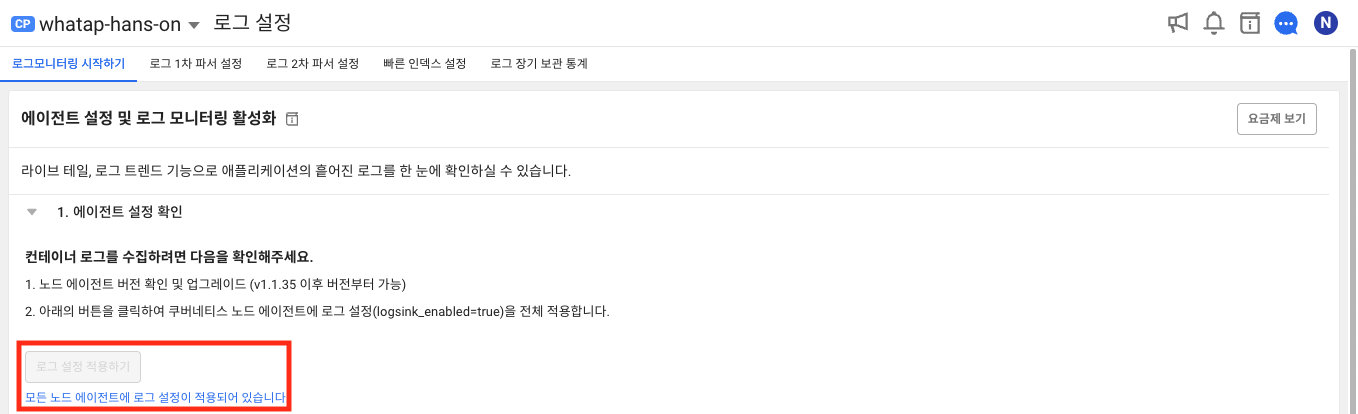 CP whatap-hans-on 로그 설정
N
로그모니터링 시작하기 로그 1차 파서 설정 로그 2차 파서 설정 빠른 인덱스 설정 로그 장기 보관 통계
에이전트 설정 및 로그 모니터링 활성화
요금제 보기
라이브 테일, 로그 트렌드 기능으로 애플리케이션의 흩어진 로그를 한 눈에 확인하실 수 있습니다.
1. 에이전트 설정 확인
컨테이너 로그를 수집하려면 다음을 확인해주세요.
1. 노드 에이전트 버전 확인 및 업그레이드 (v1.1.35 이후 버전부터 가능)
2. 아래의 버튼을 클릭하여 쿠버네티스 노드 에이전트에 로그 설정(logsink_enabled=true)을 전체 적용합니다.
로그 설정 적용하기
모든 노드 에이전트에 로그 설정이 적용되어 있습니다